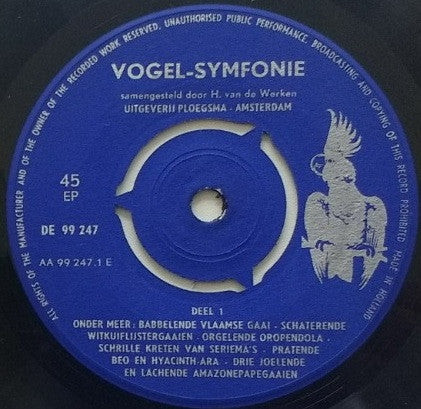 ALL RIGHTS OF THE MANUFACTURER AND OF THE OWNER OF THE RECORDED WORK RESERVED. UNAUTHORISED PUBLIC PERFORMANCE, BROADCASTING AND COPYING OF THIS RECORD PROHIBITED
MADE IN HOLLAND
VOGEL-SYMFONIE
samengesteld door H. van de Werken
UITGEVERIJ PLOEGSMA - AMSTERDAM
45
EP
DE 99 247
AA 99 247.1 E
DEEL 1
ONDER MEER: BABBELENDE VLAAMSE GAAI - SCHATERENDE
WITKUIFLIJSTERGAAIEN - ORGELENDE OROPENDOLA -
SCHRILLE KRETEN VAN SERIEMA'S - PRATENDE
BEO EN HYACINTH-ARA - DRIE JOELENDE
EN LACHENDE AMAZONEPAPEGAAIEN